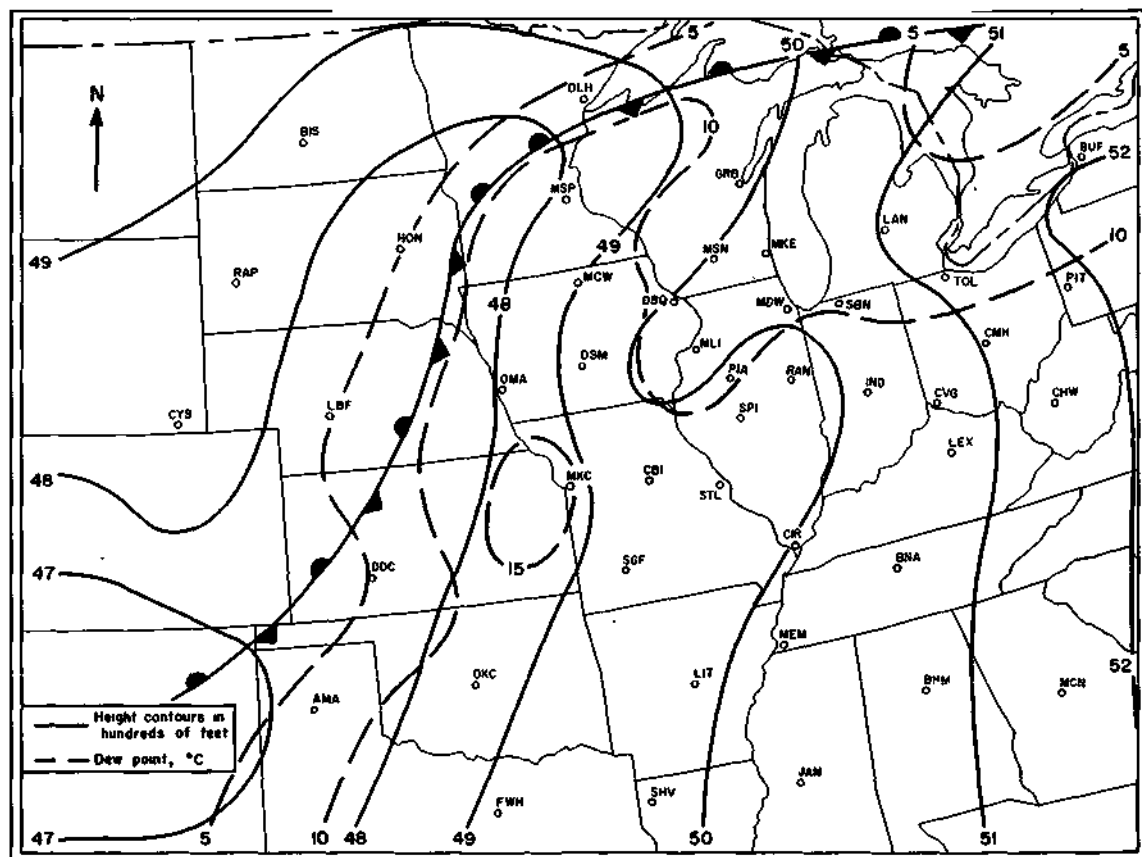 5
50
5
51
5
N
DLH
10
BIS
BUF
52
GRB
MSP
LAN
HON
49
10
49
MSN
MKE
RAP
MCW
TOL
PIT
48
DBQ
MDW
SBN
CMH
MLI
DSM
PIA
RAN
OMA
IND
CVG
CHW
LBF
SPI
CYS
LEX
48
MKC
CBI
STL
CIR
47
DDC
15
SGF
BNA
MEM
52
OKC
LIT
BHM
MCN
AMA
Height contours in
hundreds of feet
Dew point, °C
JAN
FWH
SHV
47
5
10
48
49
50
51